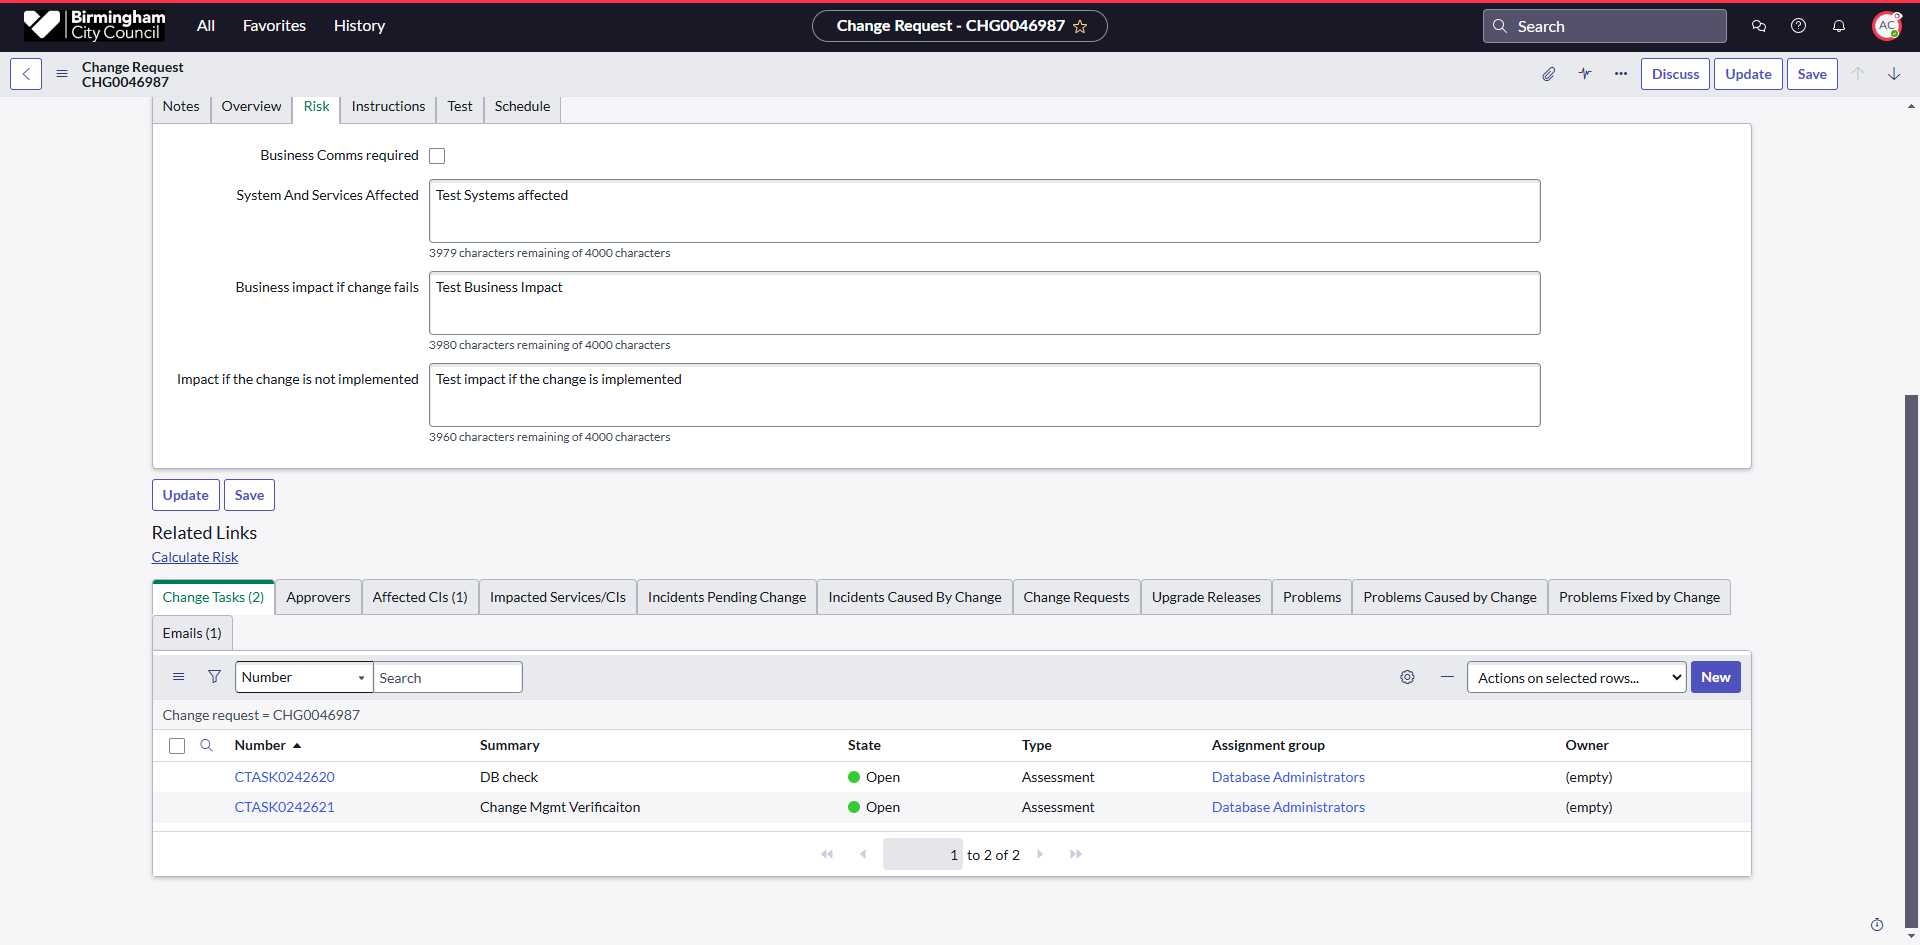 Birmingham
City Council
All Favorites History
Change Request - CHG0046987
Search
AC
Change Request
CHG0046987
Discuss Update Save
Notes Overview Risk Instructions Test Schedule
Business Comms required
System And Services Affected Test Systems affected
3979 characters remaining of 4000 characters
Business impact if change fails Test Business Impact
3980 characters remaining of 4000 characters
Impact if the change is not implemented Test impact if the change is implemented
3960 characters remaining of 4000 characters
Update Save
Related Links
Calculate Risk
Change Tasks (2) Approvers Affected CIs (1) Impacted Services/CIs Incidents Pending Change Incidents Caused By Change Change Requests Upgrade Releases Problems Problems Caused by Change Problems Fixed by Change
Emails (1)
Number Search Actions on selected rows... New
Change request = CHG0046987
Number Summary State Type Assignment group Owner
CTASK0242620 DB check Open Assessment Database Administrators (empty)
CTASK0242621 Change Mgmt Verificaiton Open Assessment Database Administrators (empty)
1 to 2 of 2